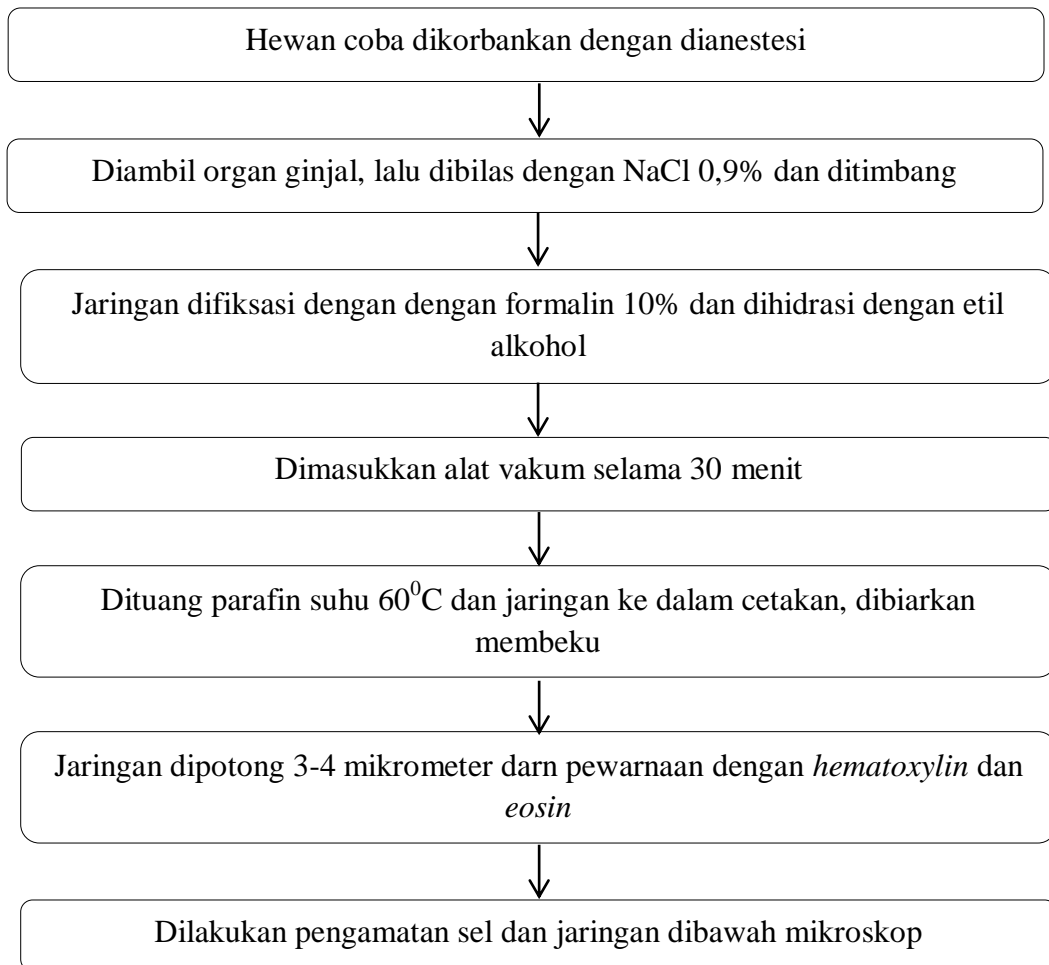 Hewan coba dikorbankan dengan dianestesi
Diambil organ ginjal, lalu dibilas dengan NaCl 0,9% dan ditimbang
Jaringan difiksasi dengan dengan formalin 10% dan dihidrasi dengan etil
alkohol
Dimasukkan alat vakum selama 30 menit
Dituang parafin suhu 60⁰C dan jaringan ke dalam cetakan, dibiarkan
membeku
Jaringan dipotong 3-4 mikrometer darn pewarnaan dengan hematoxylin dan
eosin
Dilakukan pengamatan sel dan jaringan dibawah mikroskop